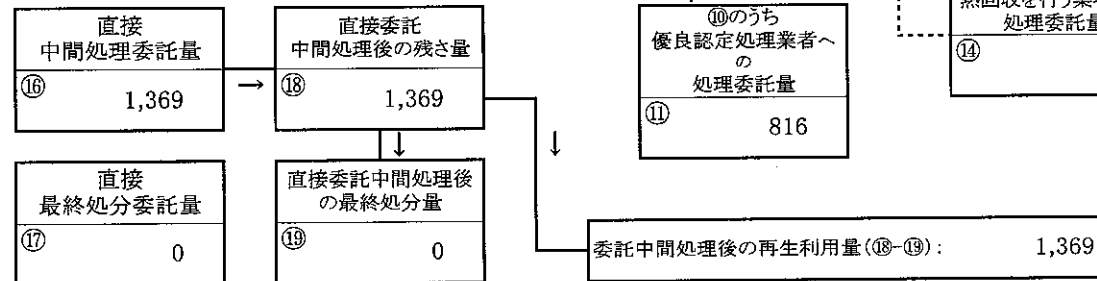 直接
中間処理委託量
⑯ 1,369
→
直接委託
中間処理後の残さ量
⑱ 1,369
↓
⑩のうち
優良認定処理業者へ
の
処理委託量
⑪ 816
↓
処理委託量
⑭
直接
最終処分委託量
⑰ 0
直接委託中間処理後
の最終処分量
⑲ 0
委託中間処理後の再生利用量(⑱-⑲): 1,369